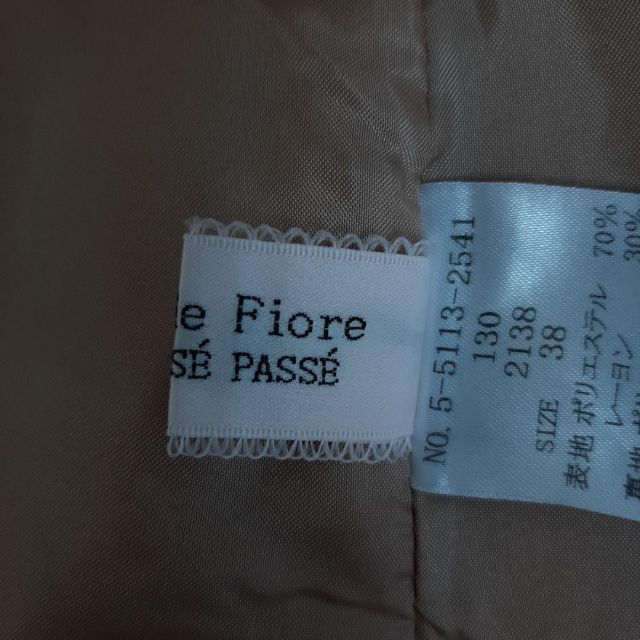 le Fiore
SÉ PASSÉ
NO. 5-5113-2541
130
2138
SIZE 38
表地 ポリエステル 70%
レーヨン 30%